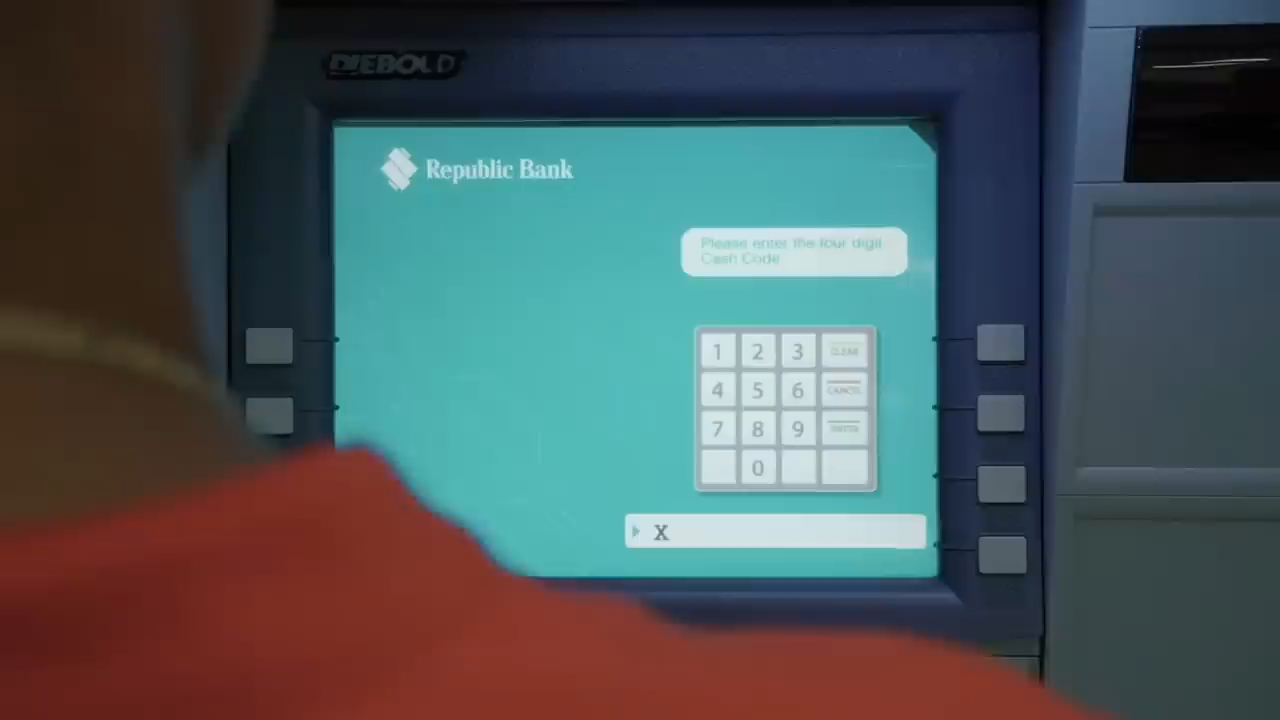 DIEBOLD
Republic Bank
Please enter the four digit
Cash Code
1 2 3 CLEAR
4 5 6 CANCEL
7 8 9 ENTER
0
X